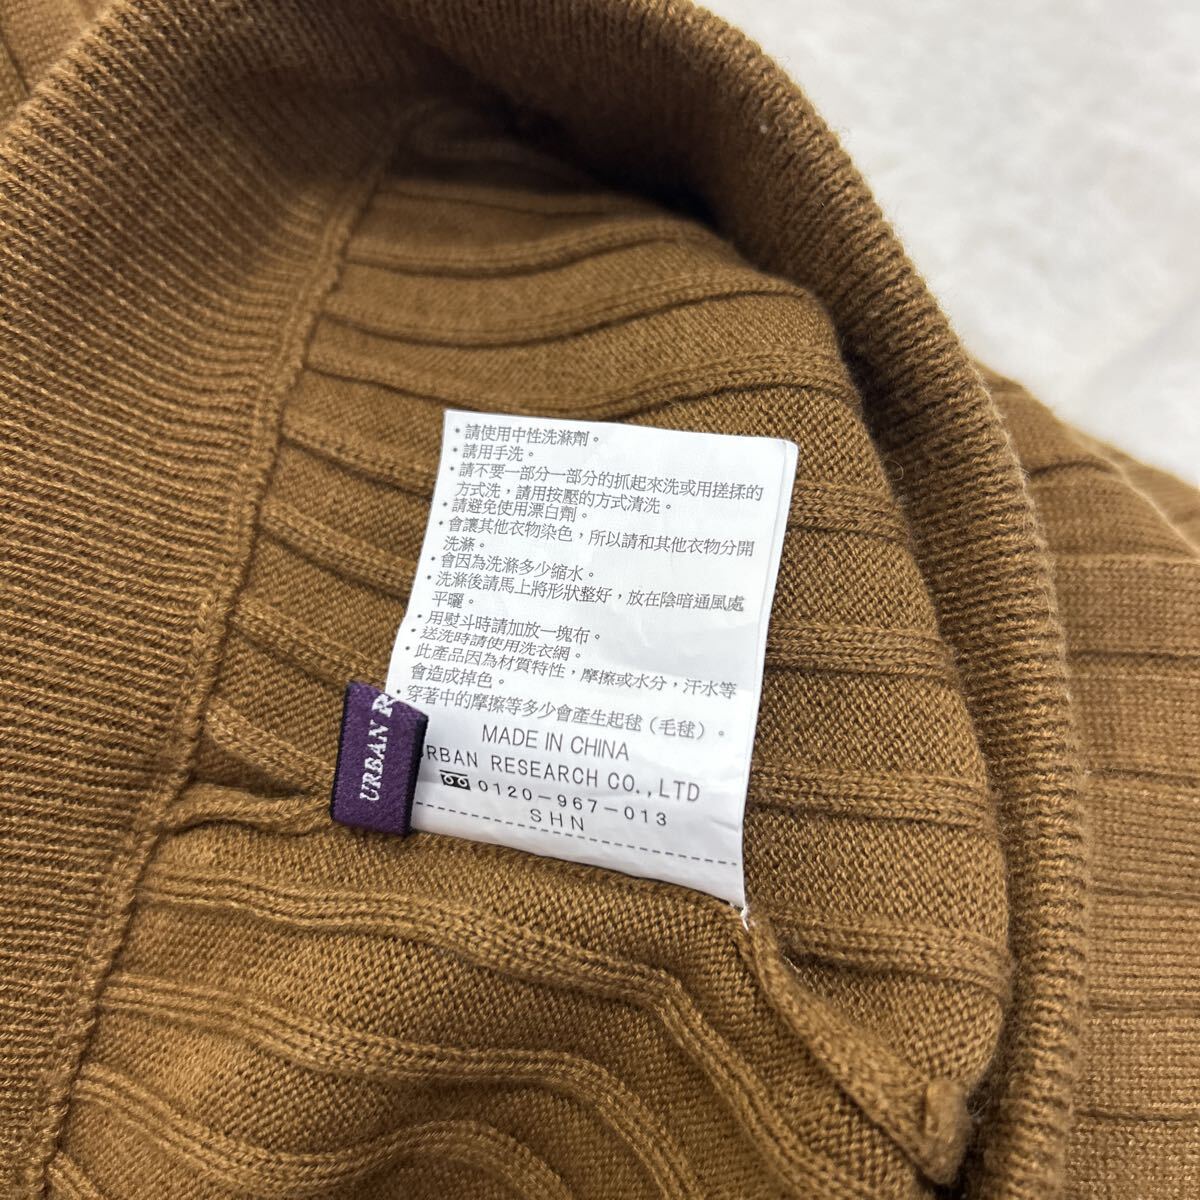 ・請使用中性洗滌劑。
・請用手洗。
・請不要一部分一部分的抓起來洗或用搓揉的
方式洗，請用按壓的方式清洗。
・請避免使用漂白劑。
・會讓其他衣物染色，所以請和其他衣物分開
洗滌。
・會因為洗滌多少縮水。
・洗滌後請馬上將形狀整好，放在陰暗通風處
平曬。
・用熨斗時請加放一塊布。
・送洗時請使用洗衣網。
・此產品因為材質特性，摩擦或水分，汗水等
會造成掉色。
・穿著中的摩擦等多少會產生起毬（毛毬）。
MADE IN CHINA
URBAN RESEARCH CO.,LTD
0120-967-013
SHN
URBAN R